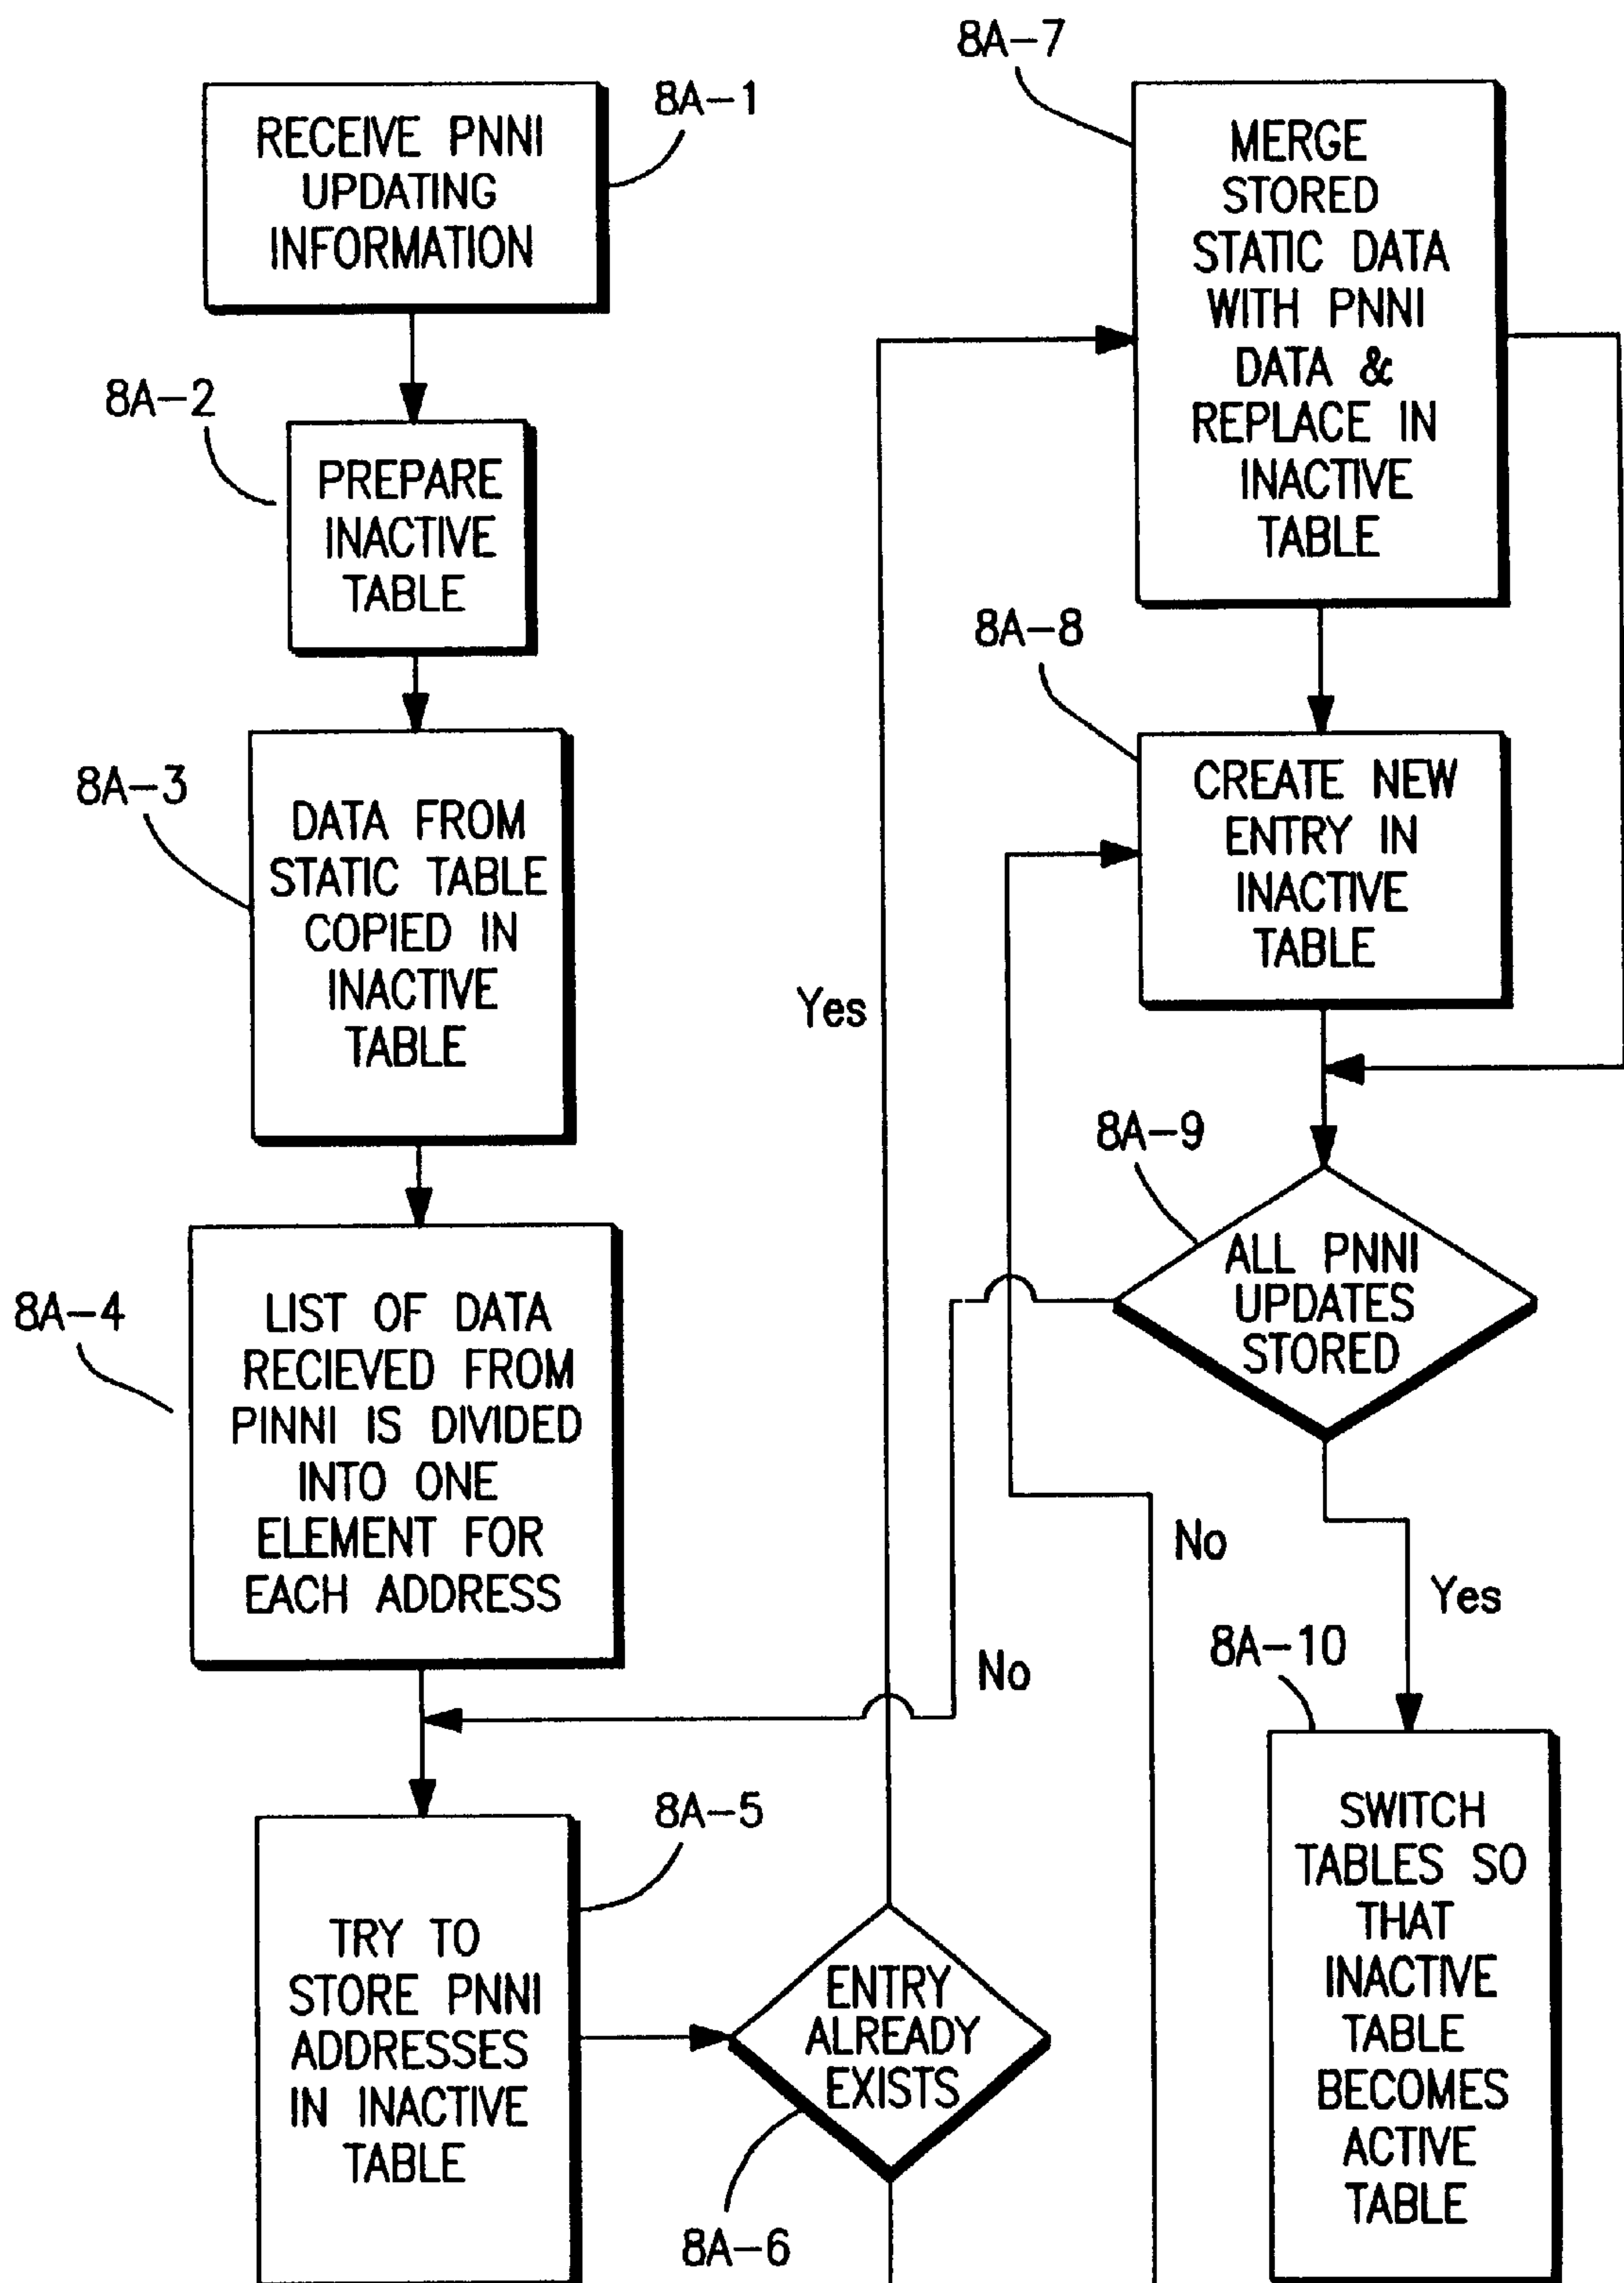 8A-1
RECEIVE PNNI
UPDATING
INFORMATION
8A-2
PREPARE
INACTIVE
TABLE
8A-3
DATA FROM
STATIC TABLE
COPIED IN
INACTIVE
TABLE
8A-4
LIST OF DATA
RECIEVED FROM
PINNI IS DIVIDED
INTO ONE
ELEMENT FOR
EACH ADDRESS
8A-5
TRY TO
STORE PNNI
ADDRESSES
IN INACTIVE
TABLE
ENTRY
ALREADY
EXISTS
8A-6
Yes
No
8A-7
MERGE
STORED
STATIC DATA
WITH PNNI
DATA &
REPLACE IN
INACTIVE
TABLE
8A-8
CREATE NEW
ENTRY IN
INACTIVE
TABLE
8A-9
ALL PNNI
UPDATES
STORED
No
Yes
8A-10
SWITCH
TABLES SO
THAT
INACTIVE
TABLE
BECOMES
ACTIVE
TABLE